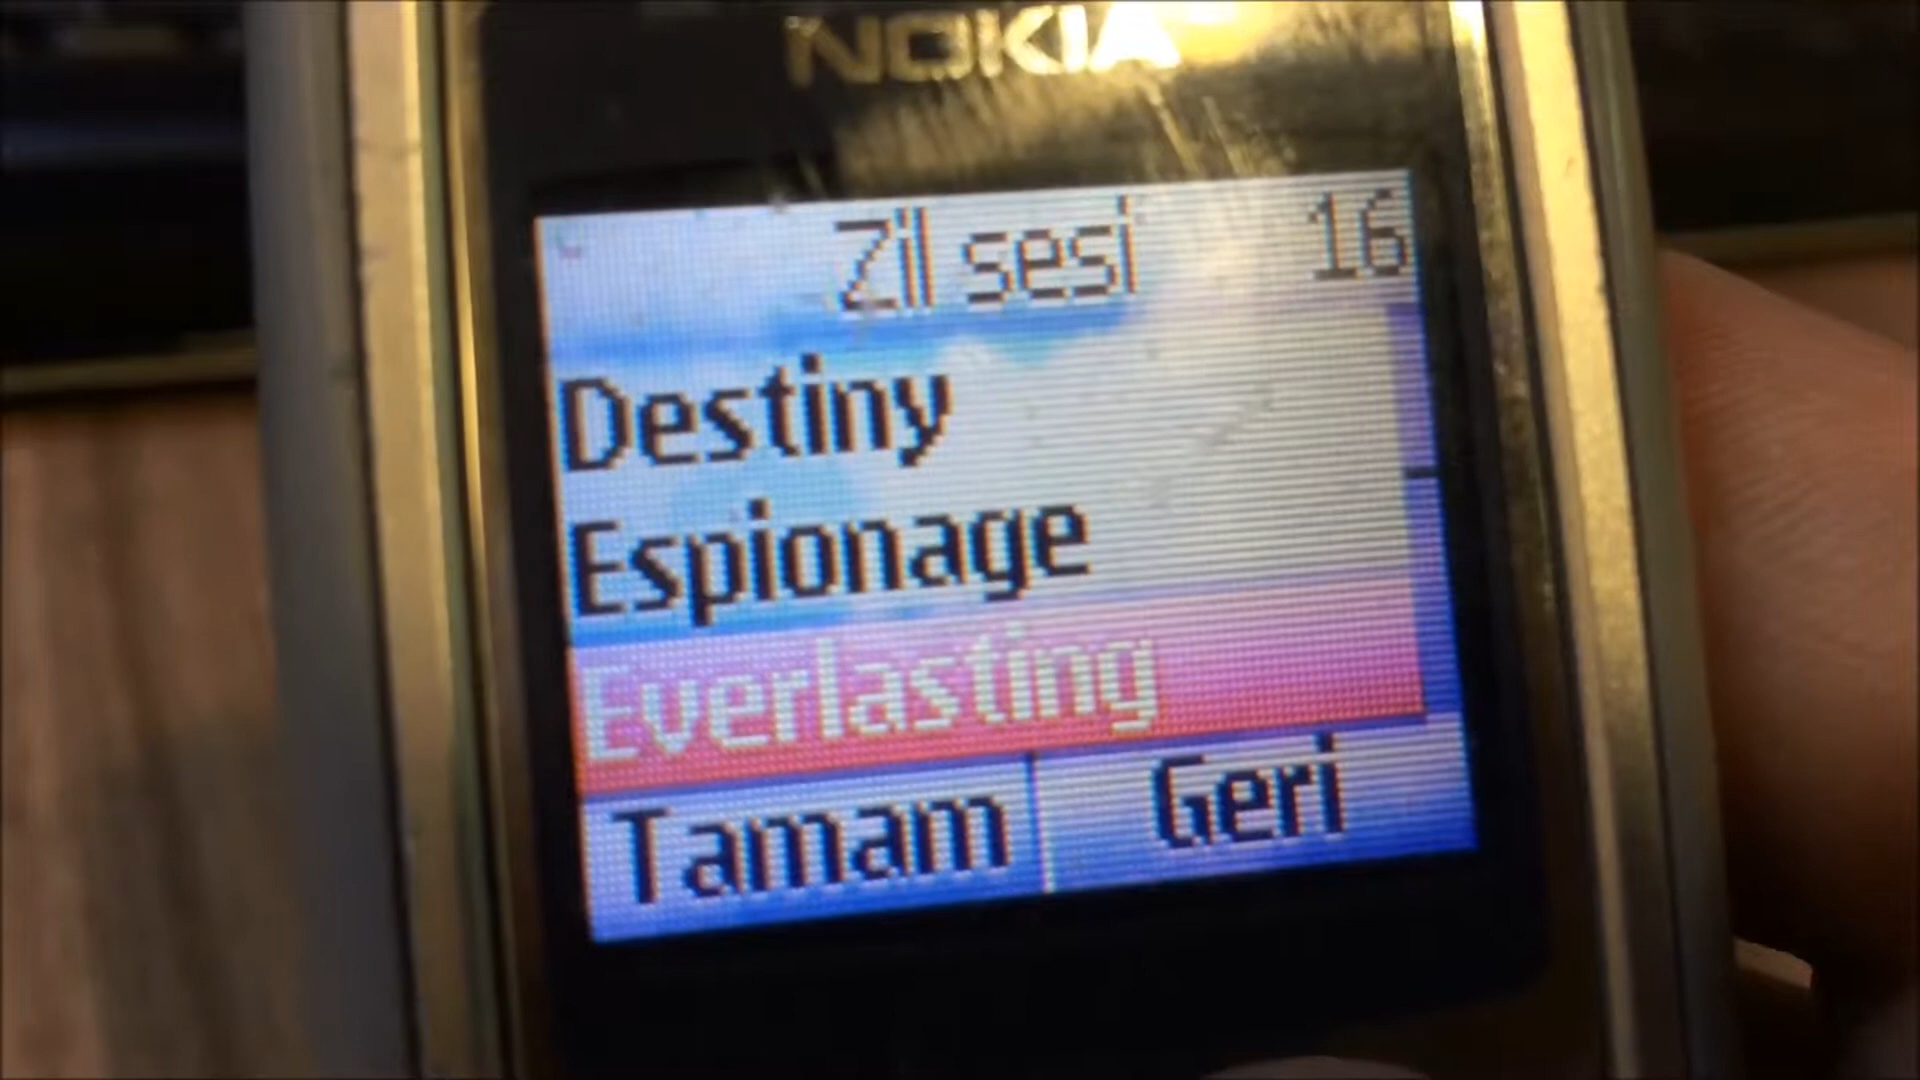 NOKIA
Zil sesi 16
Destiny
Espionage
Everlasting
Tamam Geri